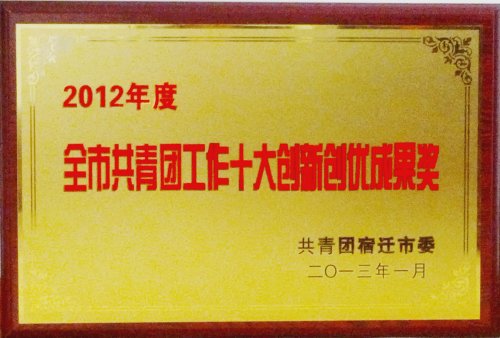 2012年度
全市共青团工作十大创新创优成果奖
共青团宿迁市委
二〇一三年一月